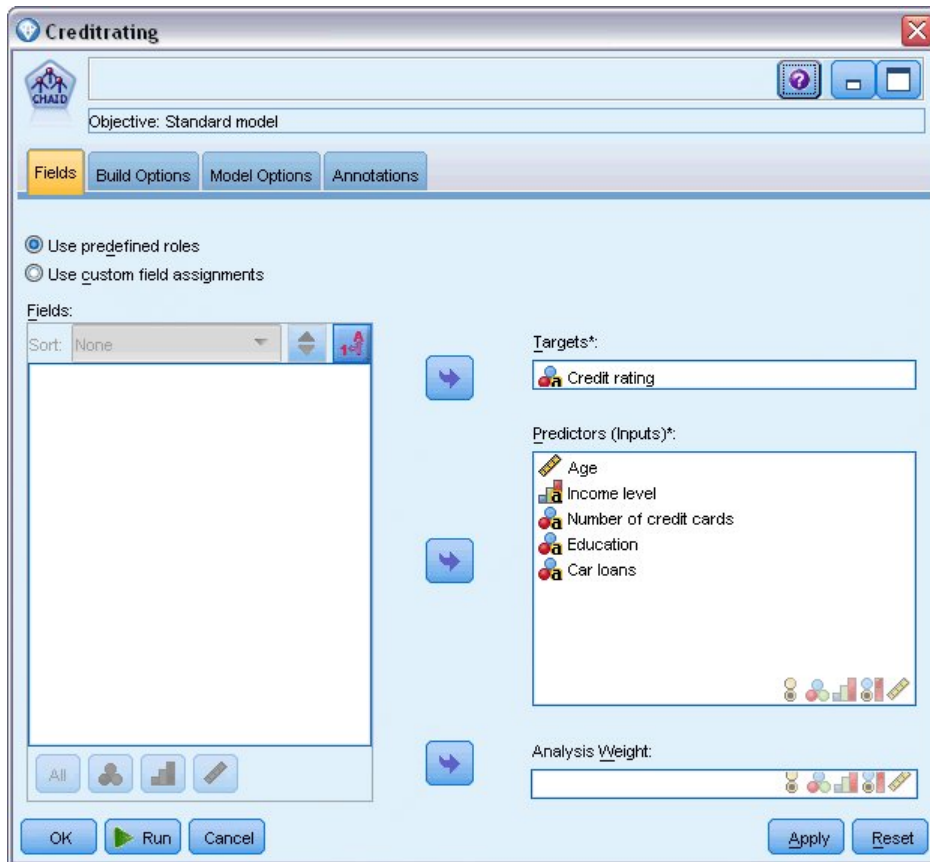 Creditrating
CHAID
Objective: Standard model
Fields Build Options Model Options Annotations
Use predefined roles
Use custom field assignments
Fields:
Sort: None
Targets*:
Credit rating
Predictors (Inputs)*:
Age
Income level
Number of credit cards
Education
Car loans
All
Analysis Weight:
OK Run Cancel Apply Reset